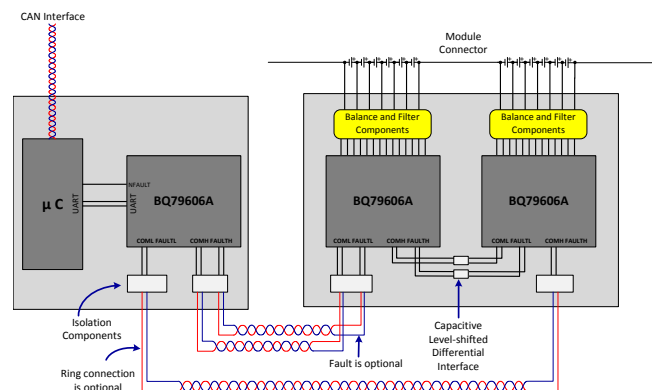 CAN Interface
Module
Connector
Balance and Filter
Components
Balance and Filter
Components
µ C
UART
NFAULT
UART
BQ79606A
COML FAULTL
COMH FAULTH
BQ79606A
COML FAULTL
COMH FAULTH
BQ79606A
COML FAULTL
COMH FAULTH
Isolation
Components
Ring connection
is optional
Fault is optional
Capacitive
Level-shifted
Differential
Interface